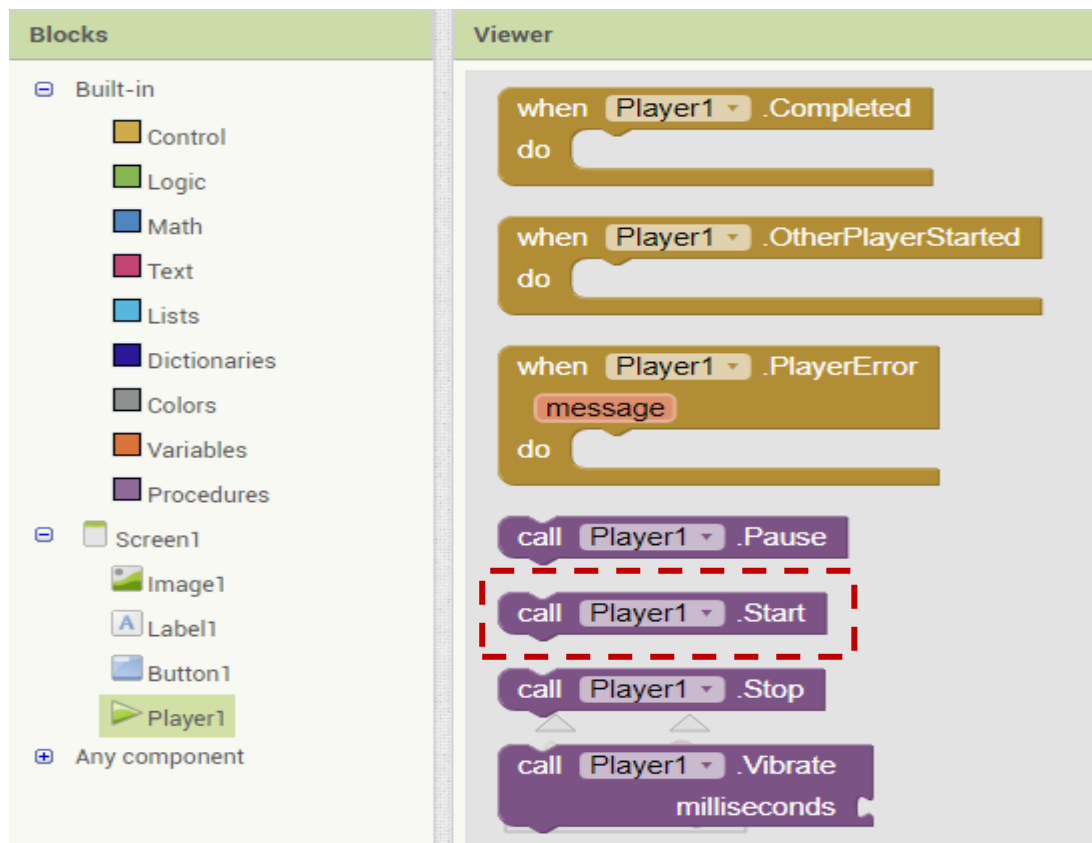 Blocks
Built-in
Control
Logic
Math
Text
Lists
Dictionaries
Colors
Variables
Procedures
Screen1
Image1
Label1
Button1
Player1
Any component
Viewer
when Player1 .Completed
do
when Player1 .OtherPlayerStarted
do
when Player1 .PlayerError
message
do
call Player1 .Pause
call Player1 .Start
call Player1 .Stop
call Player1 .Vibrate
milliseconds